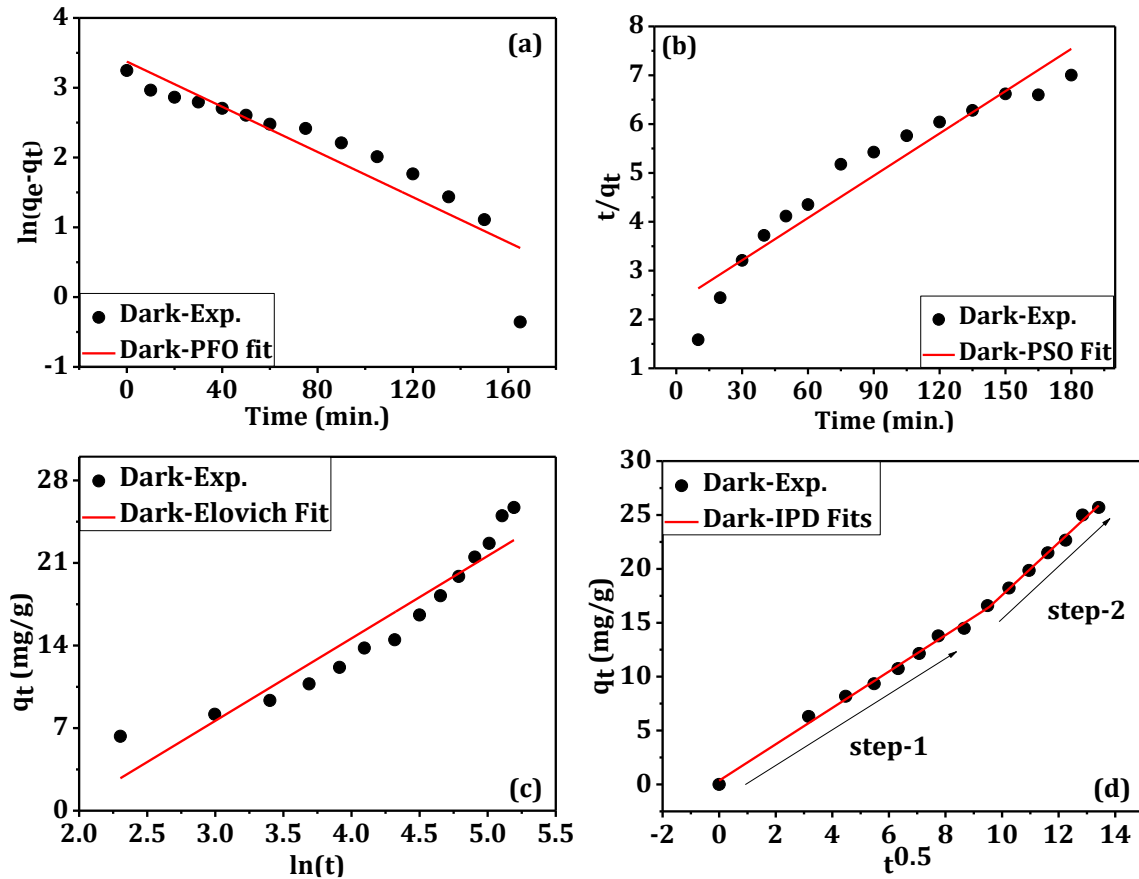 (a)
4
3
2
1
0
-1
ln(qe-qt)
Dark-Exp.
Dark-PFO fit
0 40 80 120 160
Time (min.)
(b)
8
7
6
5
4
3
2
1
t/qt
Dark-Exp.
Dark-PSO Fit
0 30 60 90 120 150 180
Time (min.)
Dark-Exp.
Dark-Elovich Fit
28
21
14
7
0
qt (mg/g)
(c)
2.0 2.5 3.0 3.5 4.0 4.5 5.0 5.5
ln(t)
Dark-Exp.
Dark-IPD Fits
30
25
20
15
10
5
0
qt (mg/g)
step-2
step-1
(d)
-2 0 2 4 6 8 10 12 14
t0.5